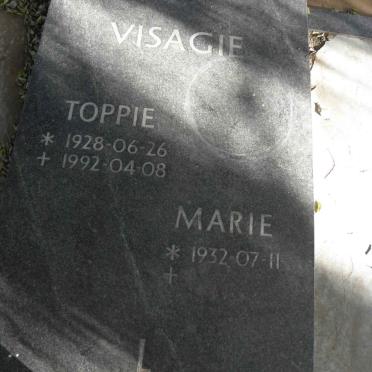 VISAGIE
TOPPIE
* 1928-06-26
+ 1992-04-08
MARIE
* 1932-07-11
+